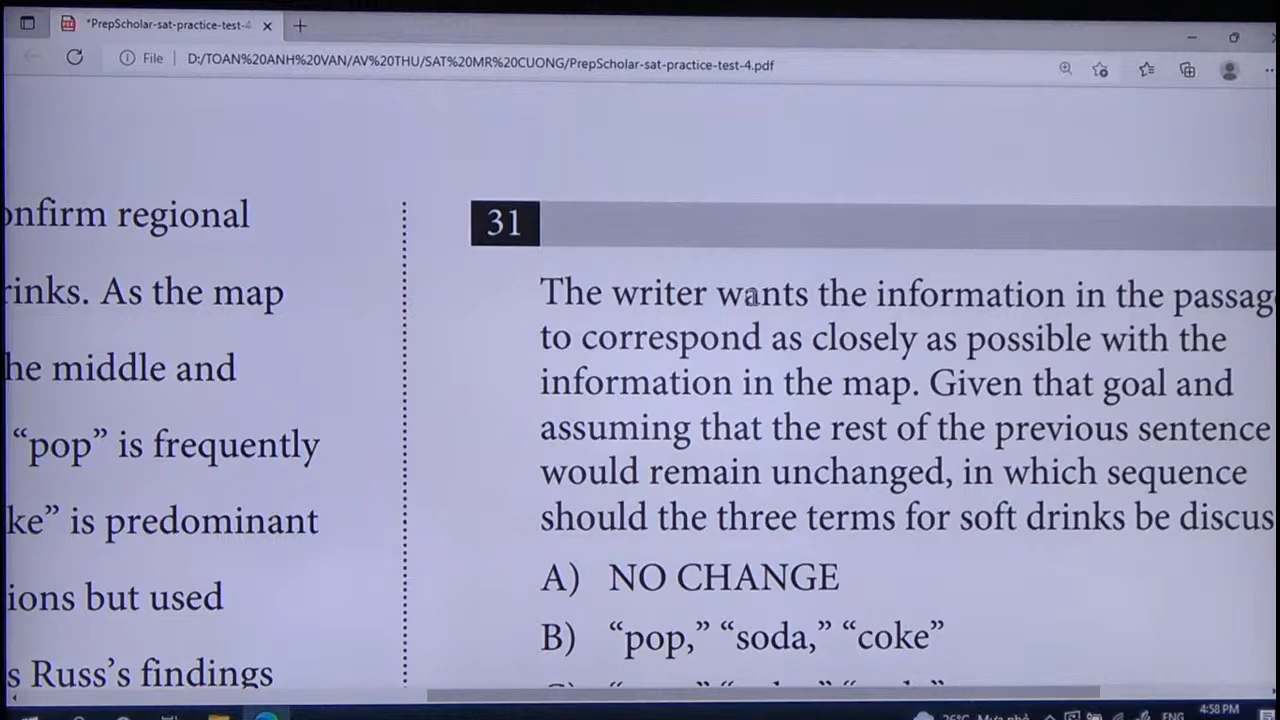 *PrepScholar-sat-practice-test-4
File D:/TOAN%20ANH%20VAN/AV%20THU/SAT%20MR%20CUONG/PrepScholar-sat-practice-test-4.pdf
onfirm regional
rinks. As the map
he middle and
“pop” is frequently
ke” is predominant
ions but used
s Russ’s findings
31
The writer wants the information in the passag
to correspond as closely as possible with the
information in the map. Given that goal and
assuming that the rest of the previous sentence
would remain unchanged, in which sequence
should the three terms for soft drinks be discus
A) NO CHANGE
B) “pop,” “soda,” “coke”
ENG
4:58 PM